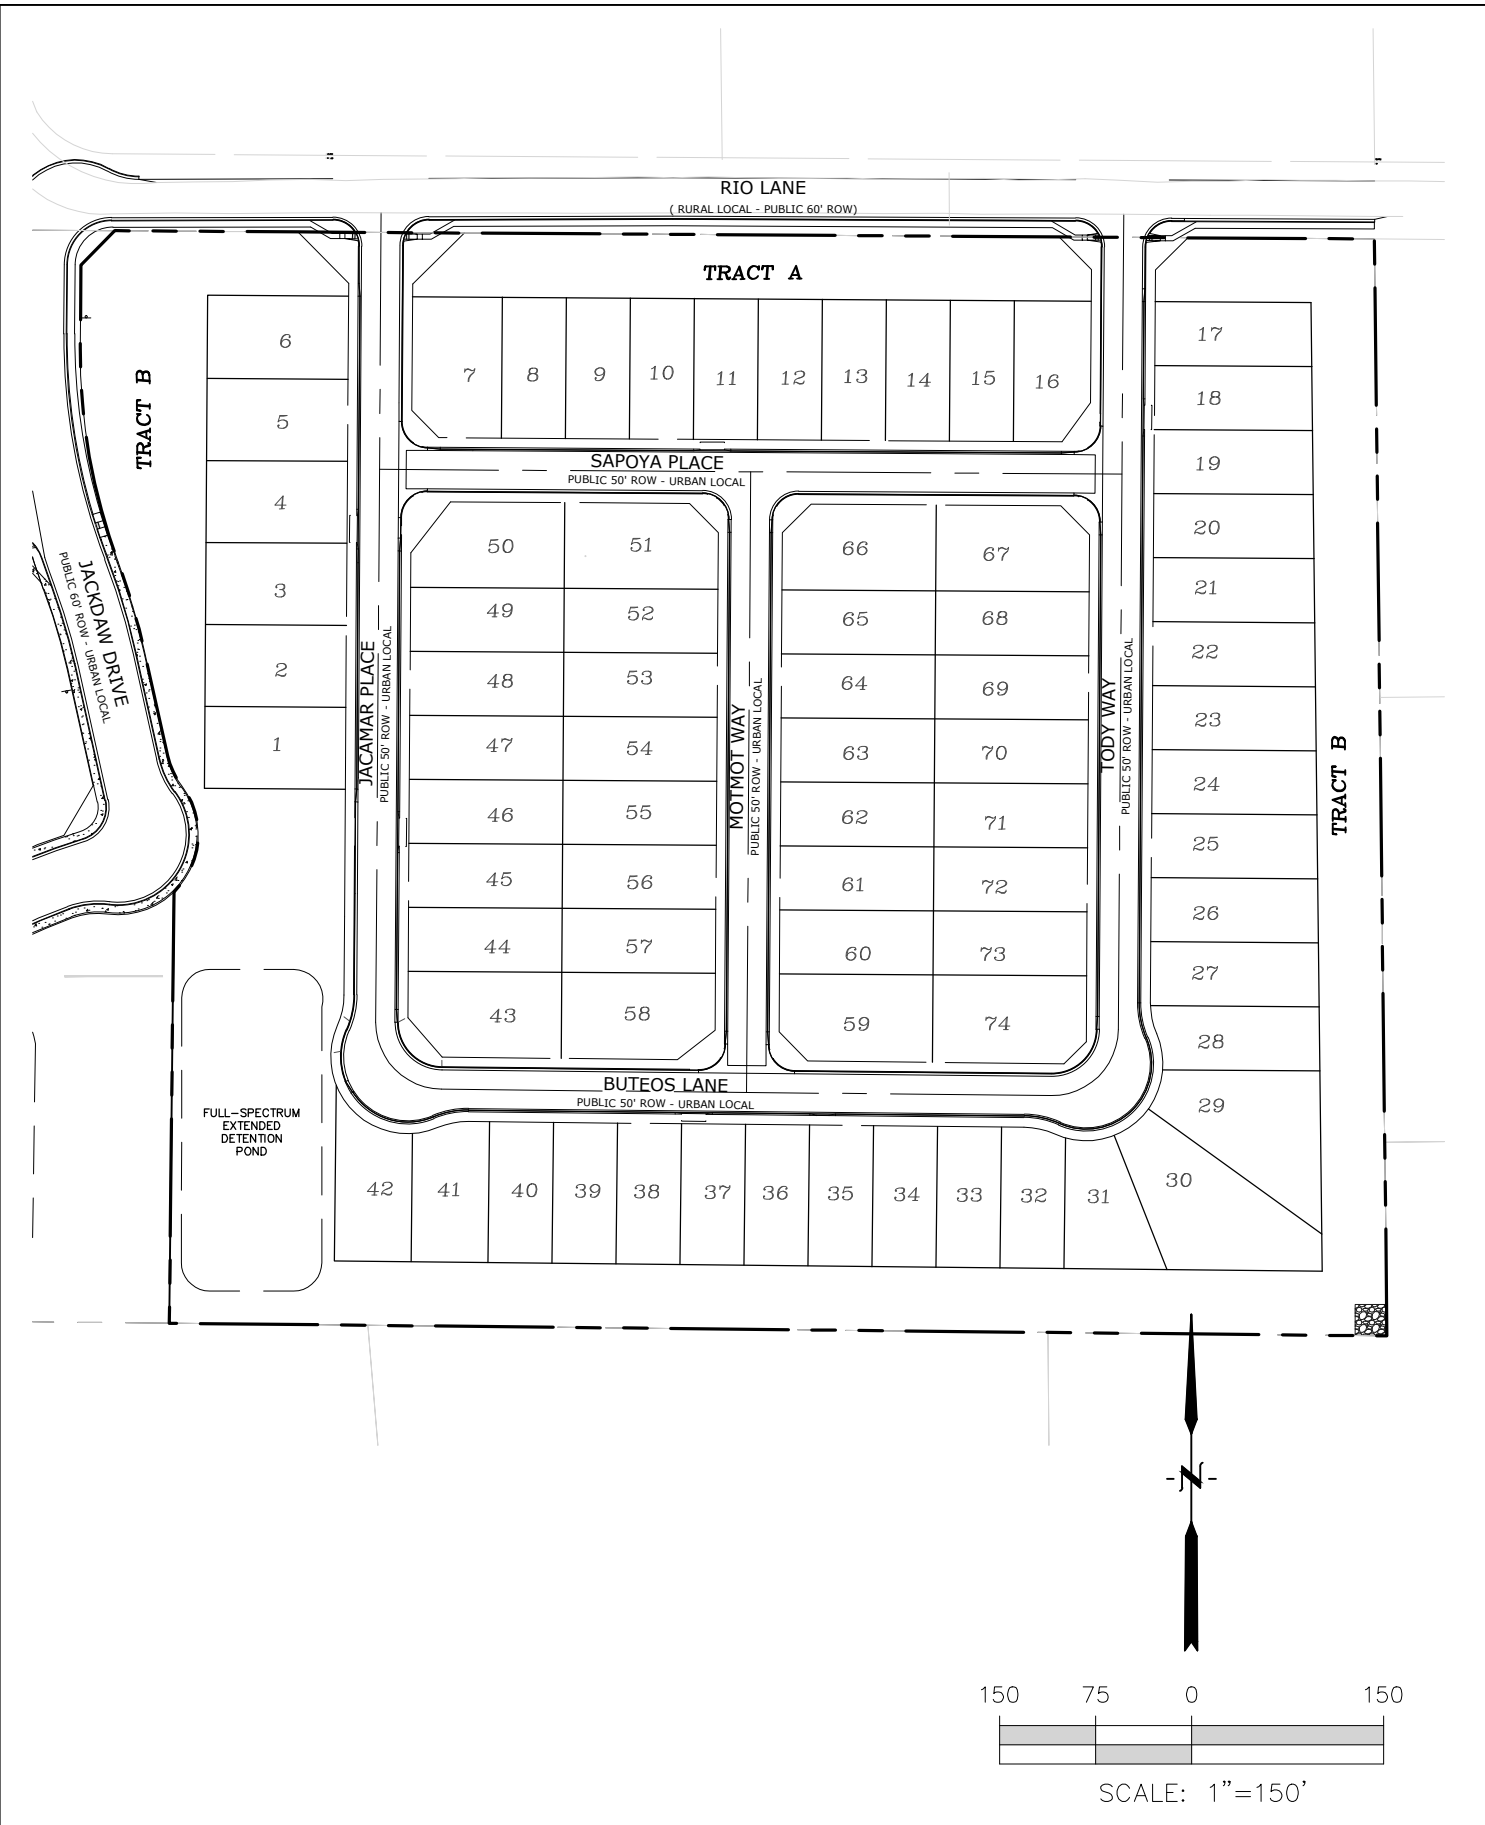 RIO LANE
( RURAL LOCAL - PUBLIC 60' ROW)
TRACT A
TRACT B
6
5
4
3
2
1
7 8 9 10 11 12 13 14 15 16
SAPOYA PLACE
PUBLIC 50' ROW - URBAN LOCAL
17
18
19
20
21
22
23
24
25
26
27
28
29
30
JACKDAW DRIVE
PUBLIC 60' ROW - URBAN LOCAL
JACAMAR PLACE
PUBLIC 50' ROW - URBAN LOCAL
50 51
49 52
48 53
47 54
46 55
45 56
44 57
43 58
MOTMOT WAY
PUBLIC 50' ROW - URBAN LOCAL
66 67
65 68
64 69
63 70
62 71
61 72
60 73
59 74
TODY WAY
PUBLIC 50' ROW - URBAN LOCAL
TRACT B
BUTEOS LANE
PUBLIC 50' ROW - URBAN LOCAL
FULL-SPECTRUM
EXTENDED
DETENTION
POND
42 41 40 39 38 37 36 35 34 33 32 31
N
150 75 0 150
SCALE: 1"=150'